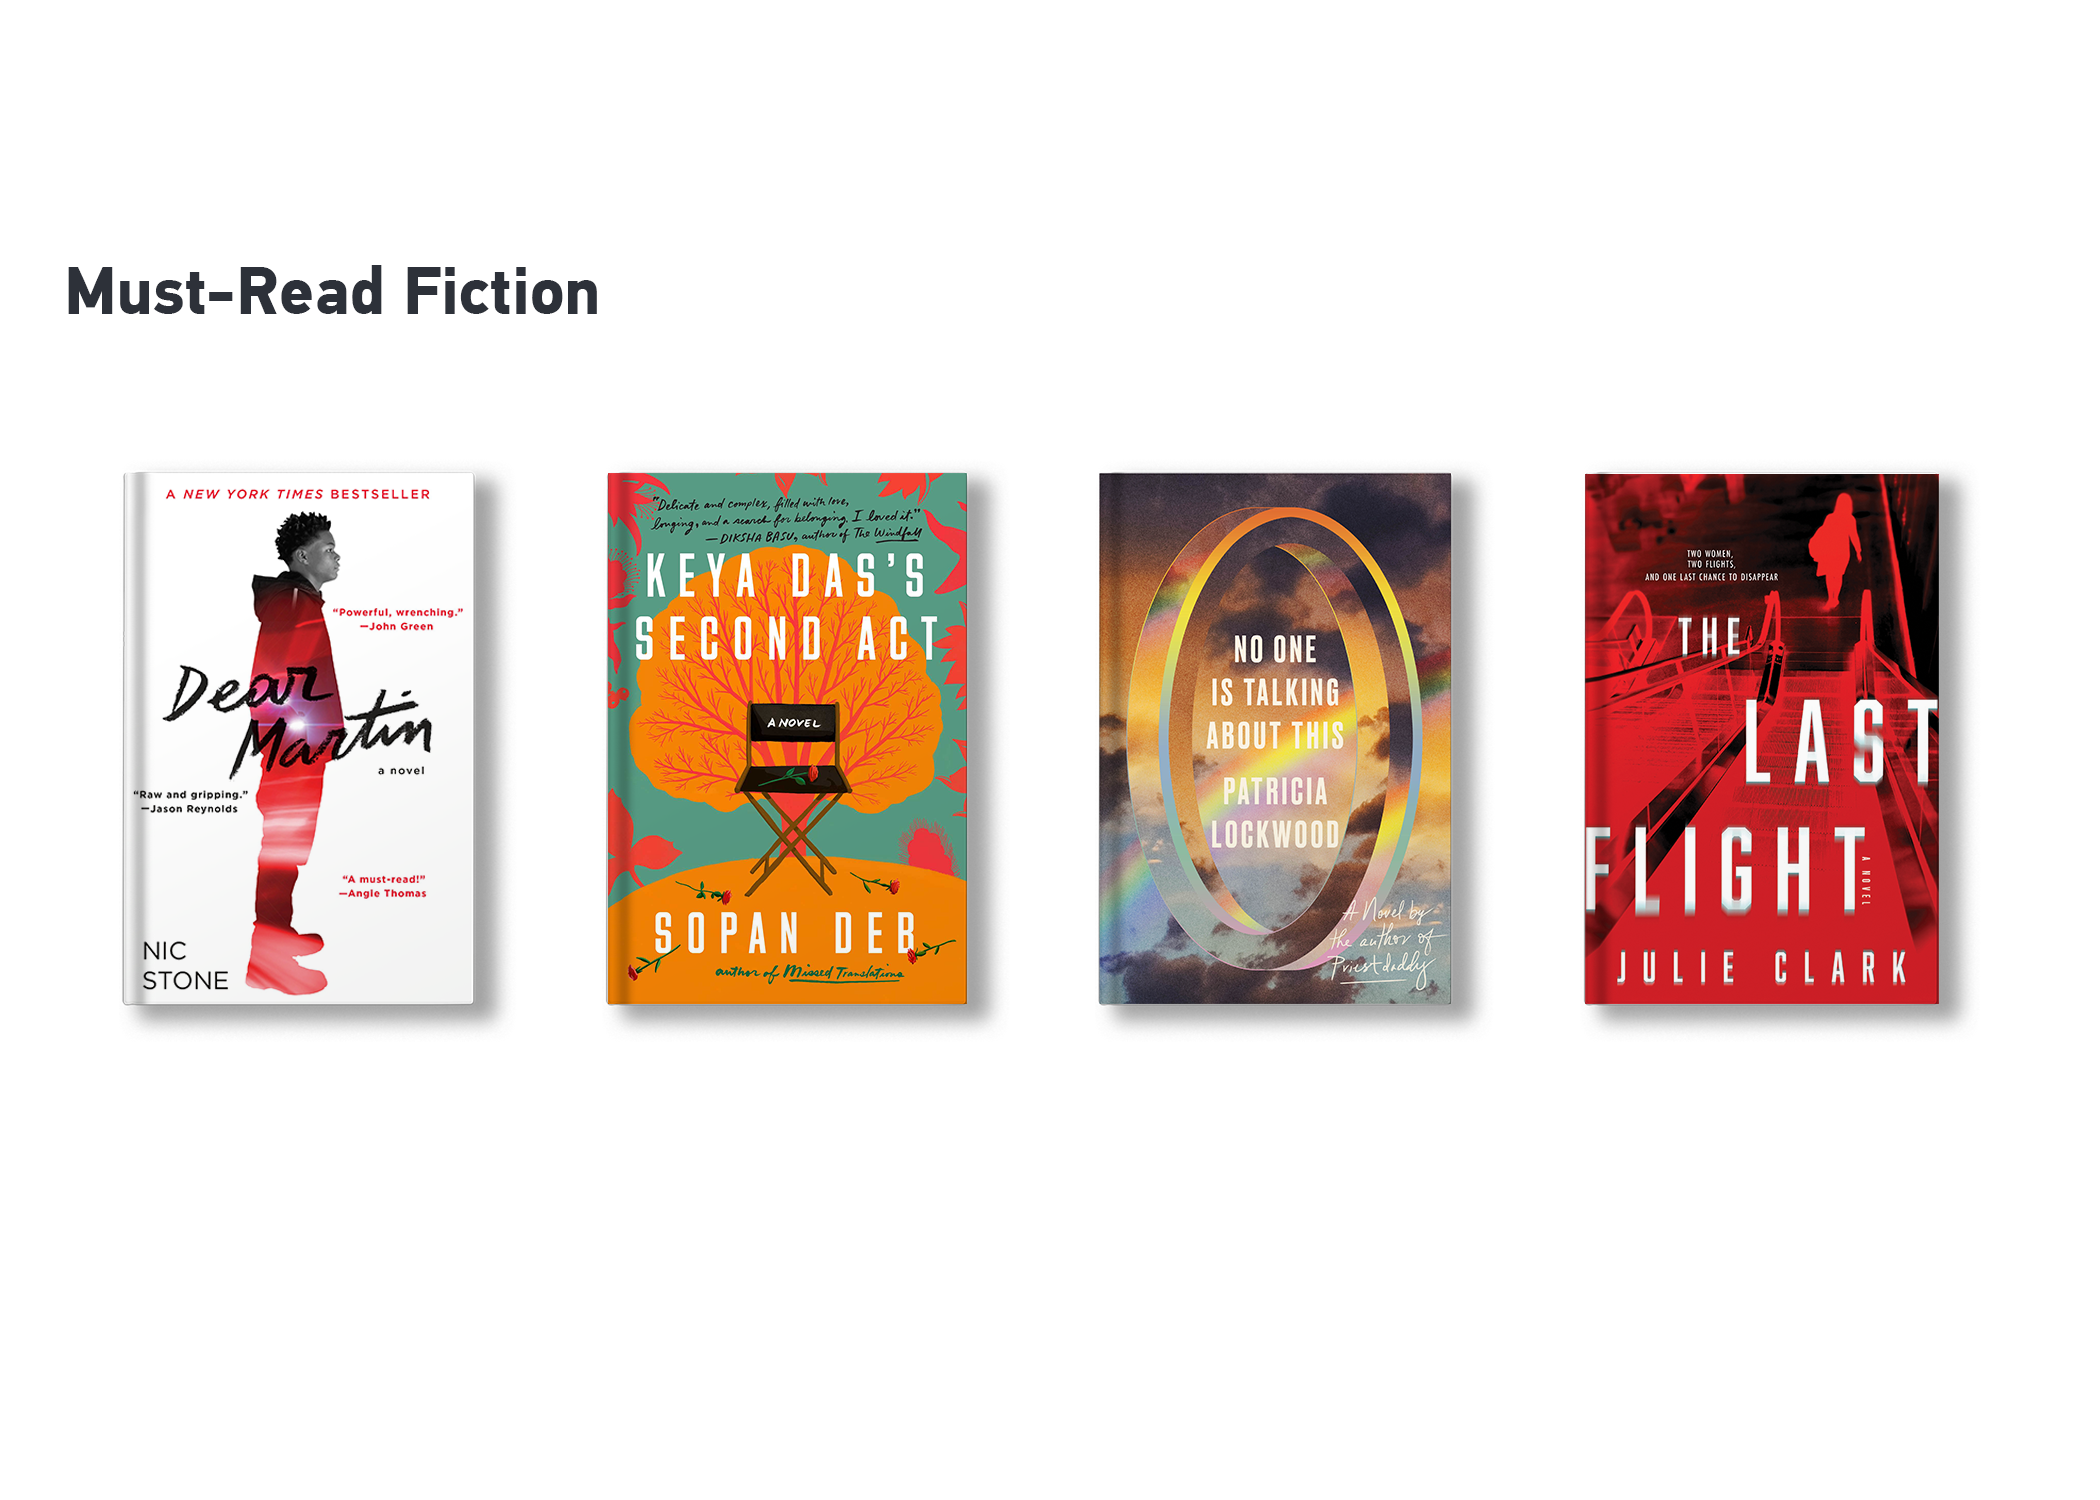 Must-Read Fiction
A NEW YORK TIMES BESTSELLER
"Powerful, wrenching."
—John Green
Dear
Martin
a novel
"Raw and gripping."
—Jason Reynolds
"A must-read!"
—Angie Thomas
NIC
STONE
"Delicate and complex, filled with love,
longing, and a search for belonging. I loved it."
—DIKSHA BASU, author of The Windfall
KEYA DAS'S
SECOND ACT
A NOVEL
SOPAN DEB
author of Missed Translations
NO ONE
IS TALKING
ABOUT THIS
PATRICIA
LOCKWOOD
A Novel by
the author of
Priestdaddy
TWO WOMEN,
TWO FLIGHTS,
AND ONE LAST CHANCE TO DISAPPEAR
THE
LAST
FLIGHT
A NOVEL
JULIE CLARK